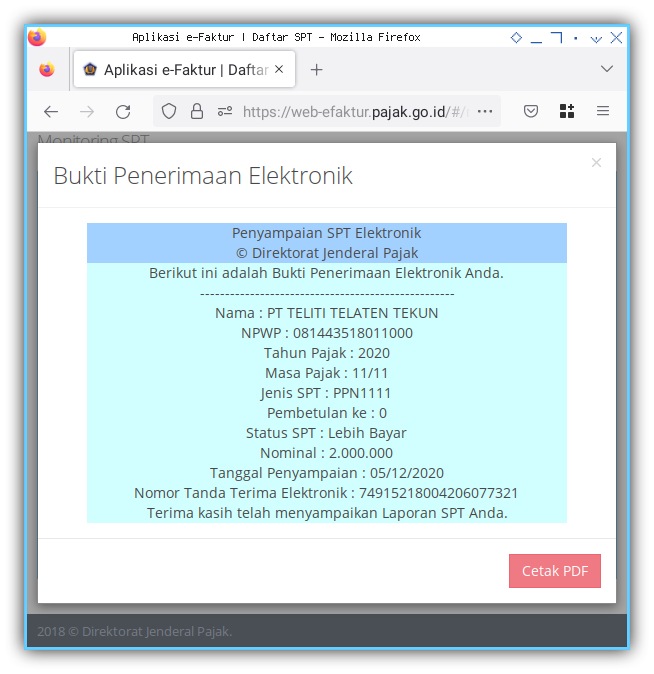 Aplikasi e-Faktur | Daftar SPT - Mozilla Firefox
Aplikasi e-Faktur | Daftar
https://web-efaktur.pajak.go.id/#/
Monitoring SPT
Bukti Penerimaan Elektronik
Penyampaian SPT Elektronik
© Direktorat Jenderal Pajak
Berikut ini adalah Bukti Penerimaan Elektronik Anda.
---------------------------------------------------
Nama : PT TELITI TELATEN TEKUN
NPWP : 081443518011000
Tahun Pajak : 2020
Masa Pajak : 11/11
Jenis SPT : PPN1111
Pembetulan ke : 0
Status SPT : Lebih Bayar
Nominal : 2.000.000
Tanggal Penyampaian : 05/12/2020
Nomor Tanda Terima Elektronik : 74915218004206077321
Terima kasih telah menyampaikan Laporan SPT Anda.
Cetak PDF
2018 © Direktorat Jenderal Pajak.